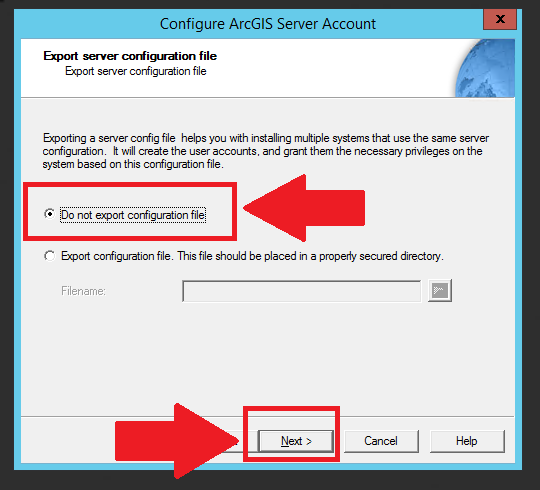 Configure ArcGIS Server Account
x
Export server configuration file
Export server configuration file
Exporting a server config file helps you with installing multiple systems that use the same server
configuration. It will create the user accounts, and grant them the necessary privileges on the
system based on this configuration file.
Do not export configuration file
Export configuration file. This file should be placed in a properly secured directory.
Filename:
Next >
Cancel
Help